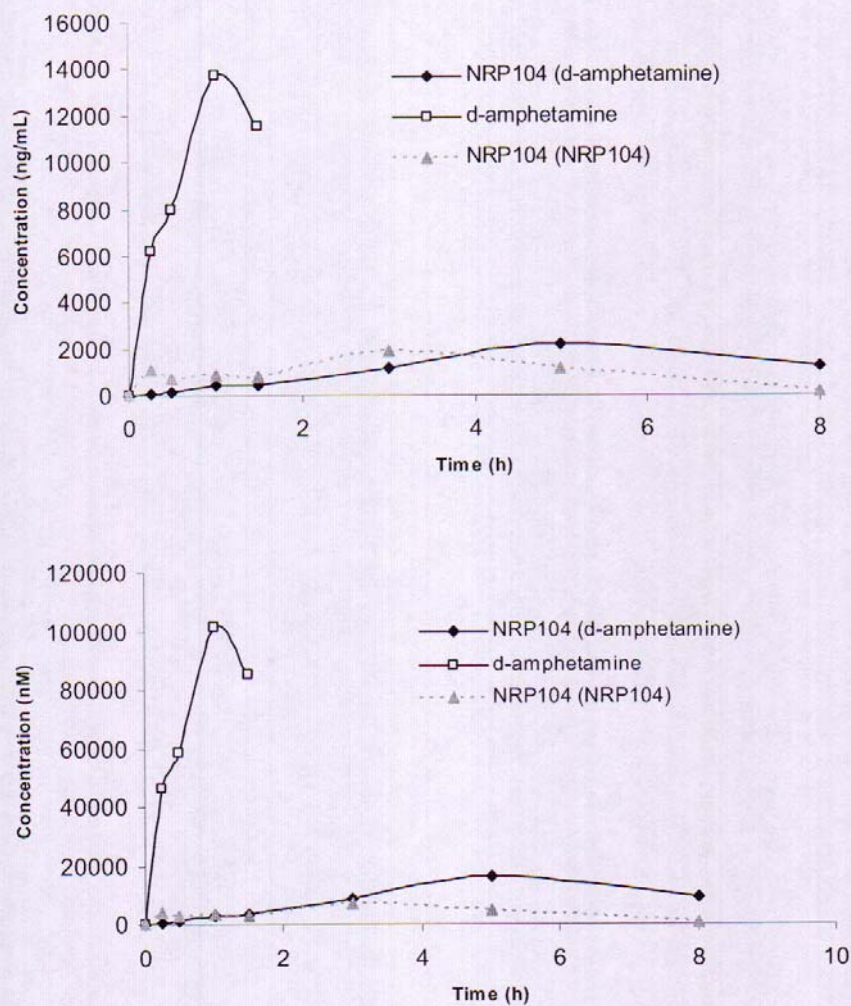 16000
14000
12000
10000
8000
6000
4000
2000
0
Concentration (ng/mL)
NRP104 (d-amphetamine)
d-amphetamine
NRP104 (NRP104)
0 2 4 6 8
Time (h)
120000
100000
80000
60000
40000
20000
0
Concentration (nM)
NRP104 (d-amphetamine)
d-amphetamine
NRP104 (NRP104)
0 2 4 6 8 10
Time (h)